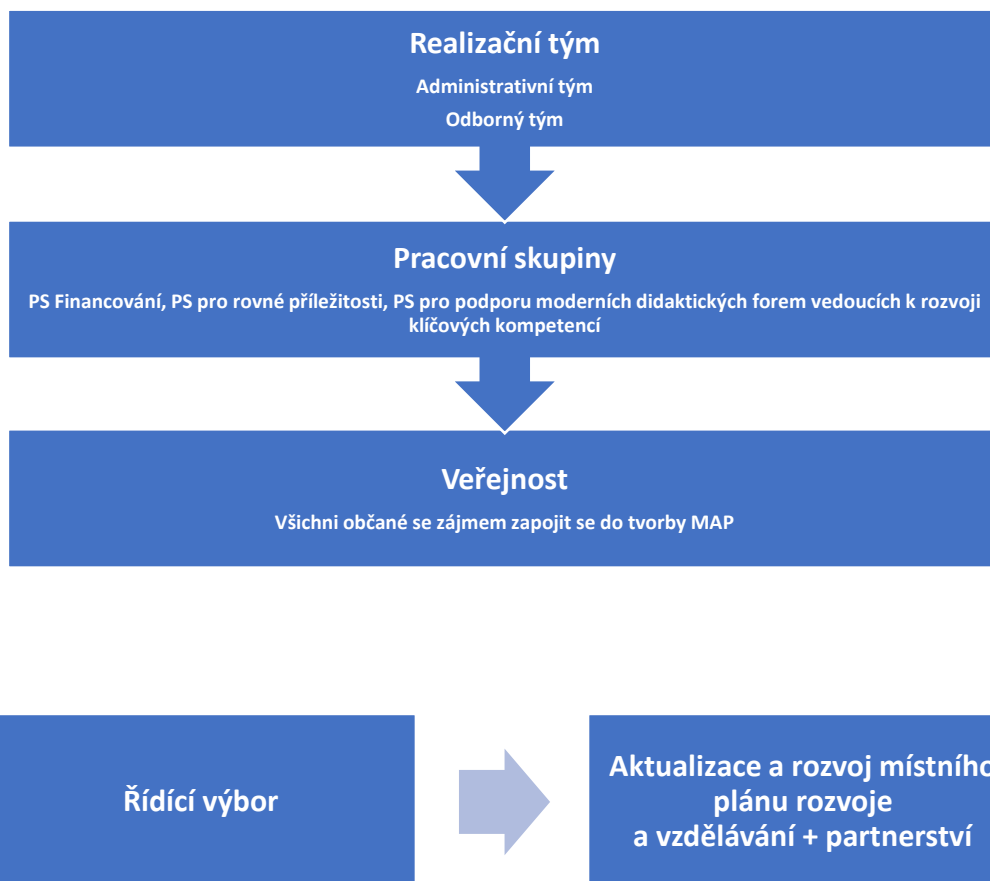 Realizační tým
Administrativní tým
Odborný tým
Pracovní skupiny
PS Financování, PS pro rovné příležitosti, PS pro podporu moderních didaktických forem vedoucích k rozvoji
klíčových kompetencí
Veřejnost
Všichni občané se zájmem zapojit se do tvorby MAP
Řídící výbor
Aktualizace a rozvoj místního
plánu rozvoje
a vzdělávání + partnerství